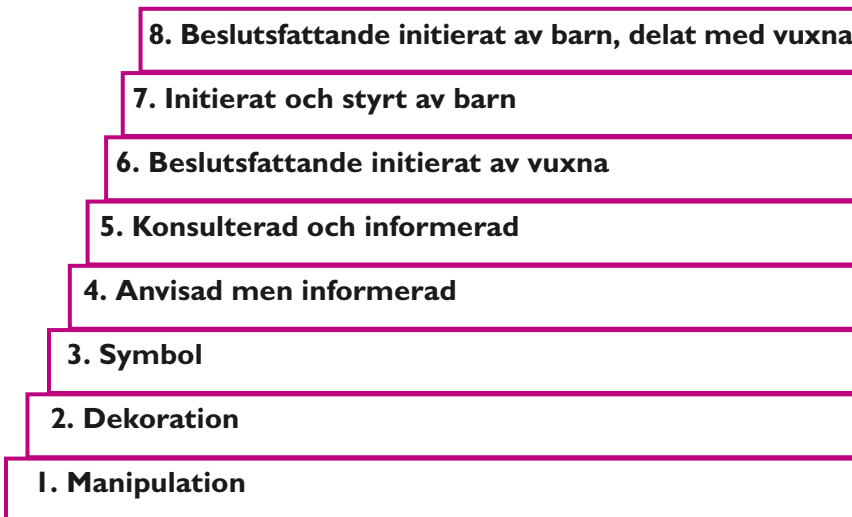 8. Beslutsfattande initierat av barn, delat med vuxna
7. Initierat och styrt av barn
6. Beslutsfattande initierat av vuxna
5. Konsulterad och informerad
4. Anvisad men informerad
3. Symbol
2. Dekoration
1. Manipulation